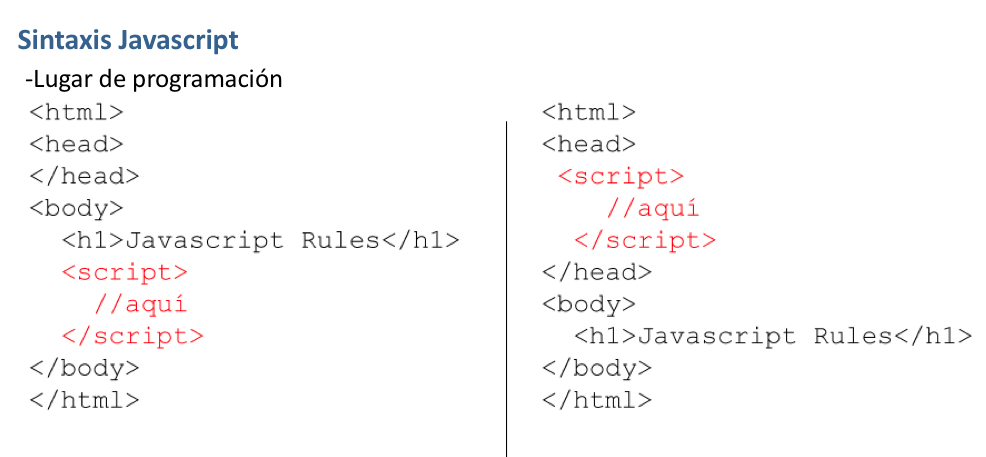 Sintaxis Javascript
-Lugar de programación
<html>
<head>
</head>
<body>
<h1>Javascript Rules</h1>
<script>
//aquí
</script>
</body>
</html>
<html>
<head>
<script>
//aquí
</script>
</head>
<body>
<h1>Javascript Rules</h1>
</body>
</html>